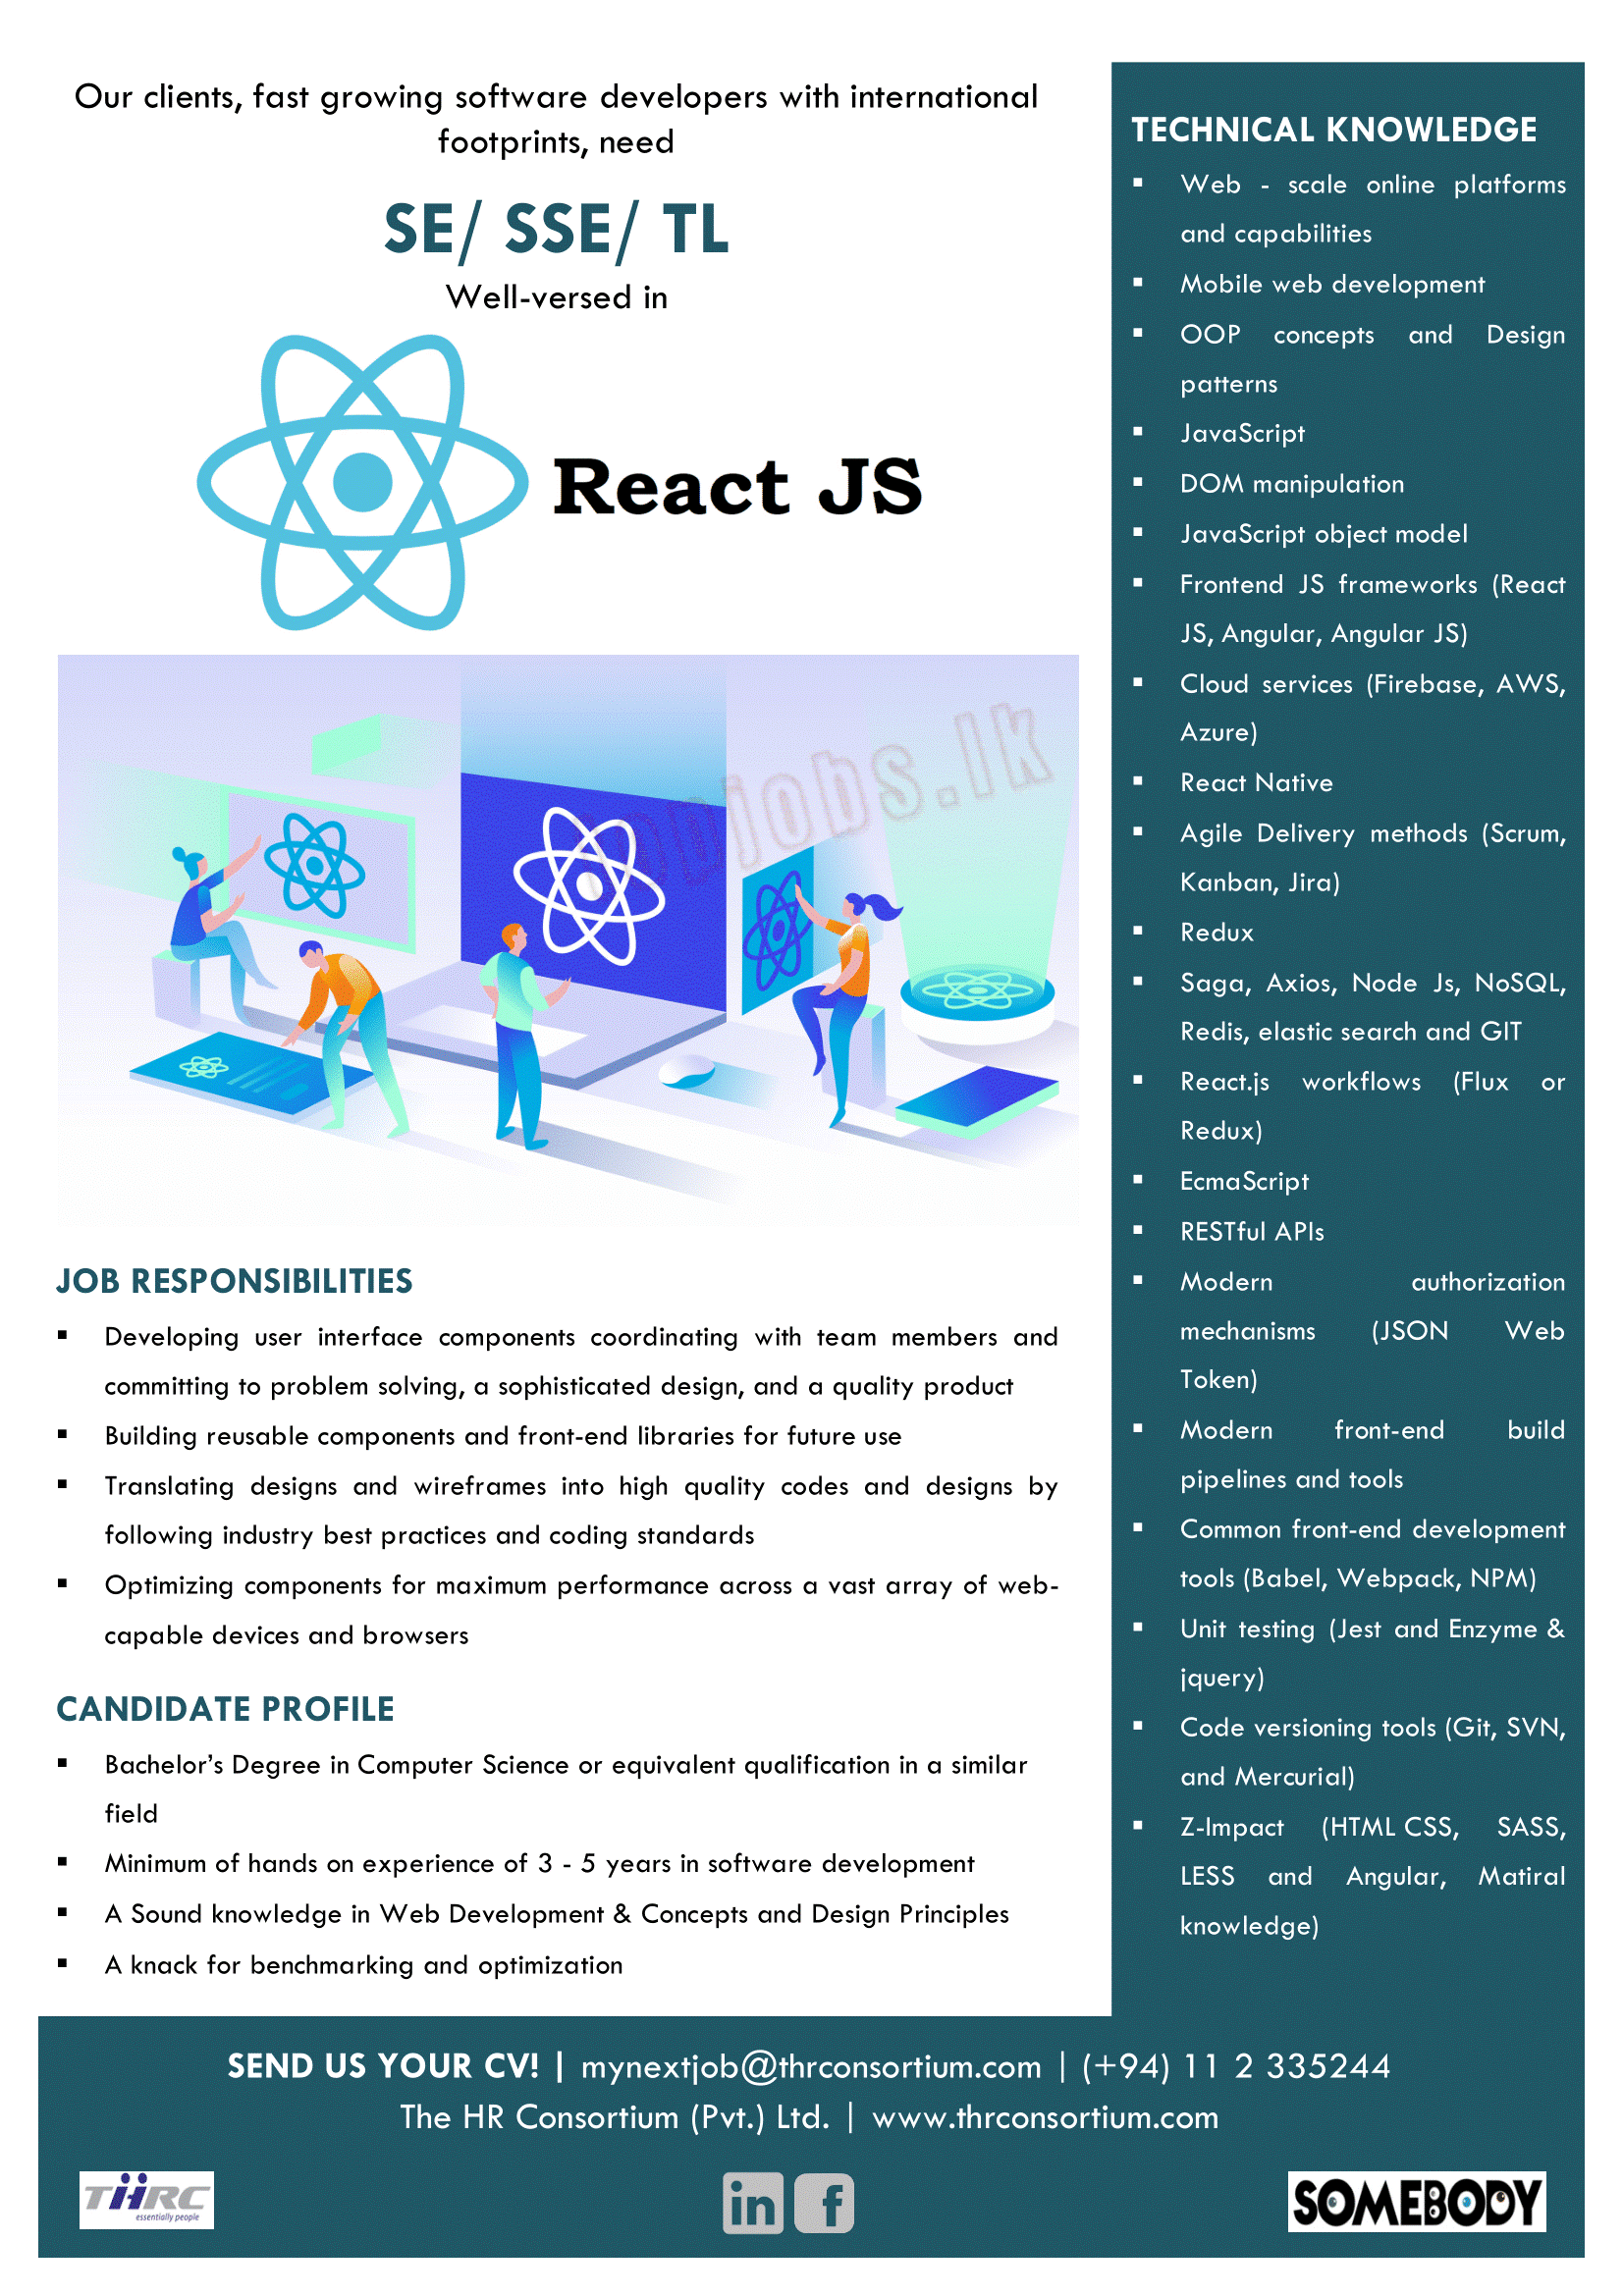 Our clients, fast growing software developers with international
footprints, need
SE/ SSE/ TL
Well-versed in
React JS
topjobs.lk
JOB RESPONSIBILITIES
▪ Developing user interface components coordinating with team members and
committing to problem solving, a sophisticated design, and a quality product
▪ Building reusable components and front-end libraries for future use
▪ Translating designs and wireframes into high quality codes and designs by
following industry best practices and coding standards
▪ Optimizing components for maximum performance across a vast array of web-
capable devices and browsers
CANDIDATE PROFILE
▪ Bachelor’s Degree in Computer Science or equivalent qualification in a similar
field
▪ Minimum of hands on experience of 3 - 5 years in software development
▪ A Sound knowledge in Web Development & Concepts and Design Principles
▪ A knack for benchmarking and optimization
TECHNICAL KNOWLEDGE
▪ Web - scale online platforms
and capabilities
▪ Mobile web development
▪ OOP concepts and Design
patterns
▪ JavaScript
▪ DOM manipulation
▪ JavaScript object model
▪ Frontend JS frameworks (React
JS, Angular, Angular JS)
▪ Cloud services (Firebase, AWS,
Azure)
▪ React Native
▪ Agile Delivery methods (Scrum,
Kanban, Jira)
▪ Redux
▪ Saga, Axios, Node Js, NoSQL,
Redis, elastic search and GIT
▪ React.js workflows (Flux or
Redux)
▪ EcmaScript
▪ RESTful APIs
▪ Modern authorization
mechanisms (JSON Web
Token)
▪ Modern front-end build
pipelines and tools
▪ Common front-end development
tools (Babel, Webpack, NPM)
▪ Unit testing (Jest and Enzyme &
jquery)
▪ Code versioning tools (Git, SVN,
and Mercurial)
▪ Z-Impact (HTML CSS, SASS,
LESS and Angular, Matiral
knowledge)
SEND US YOUR CV! | mynextjob@thrconsortium.com | (+94) 11 2 335244
The HR Consortium (Pvt.) Ltd. | www.thrconsortium.com
THRC
essentially people
in f
SOMEBODY